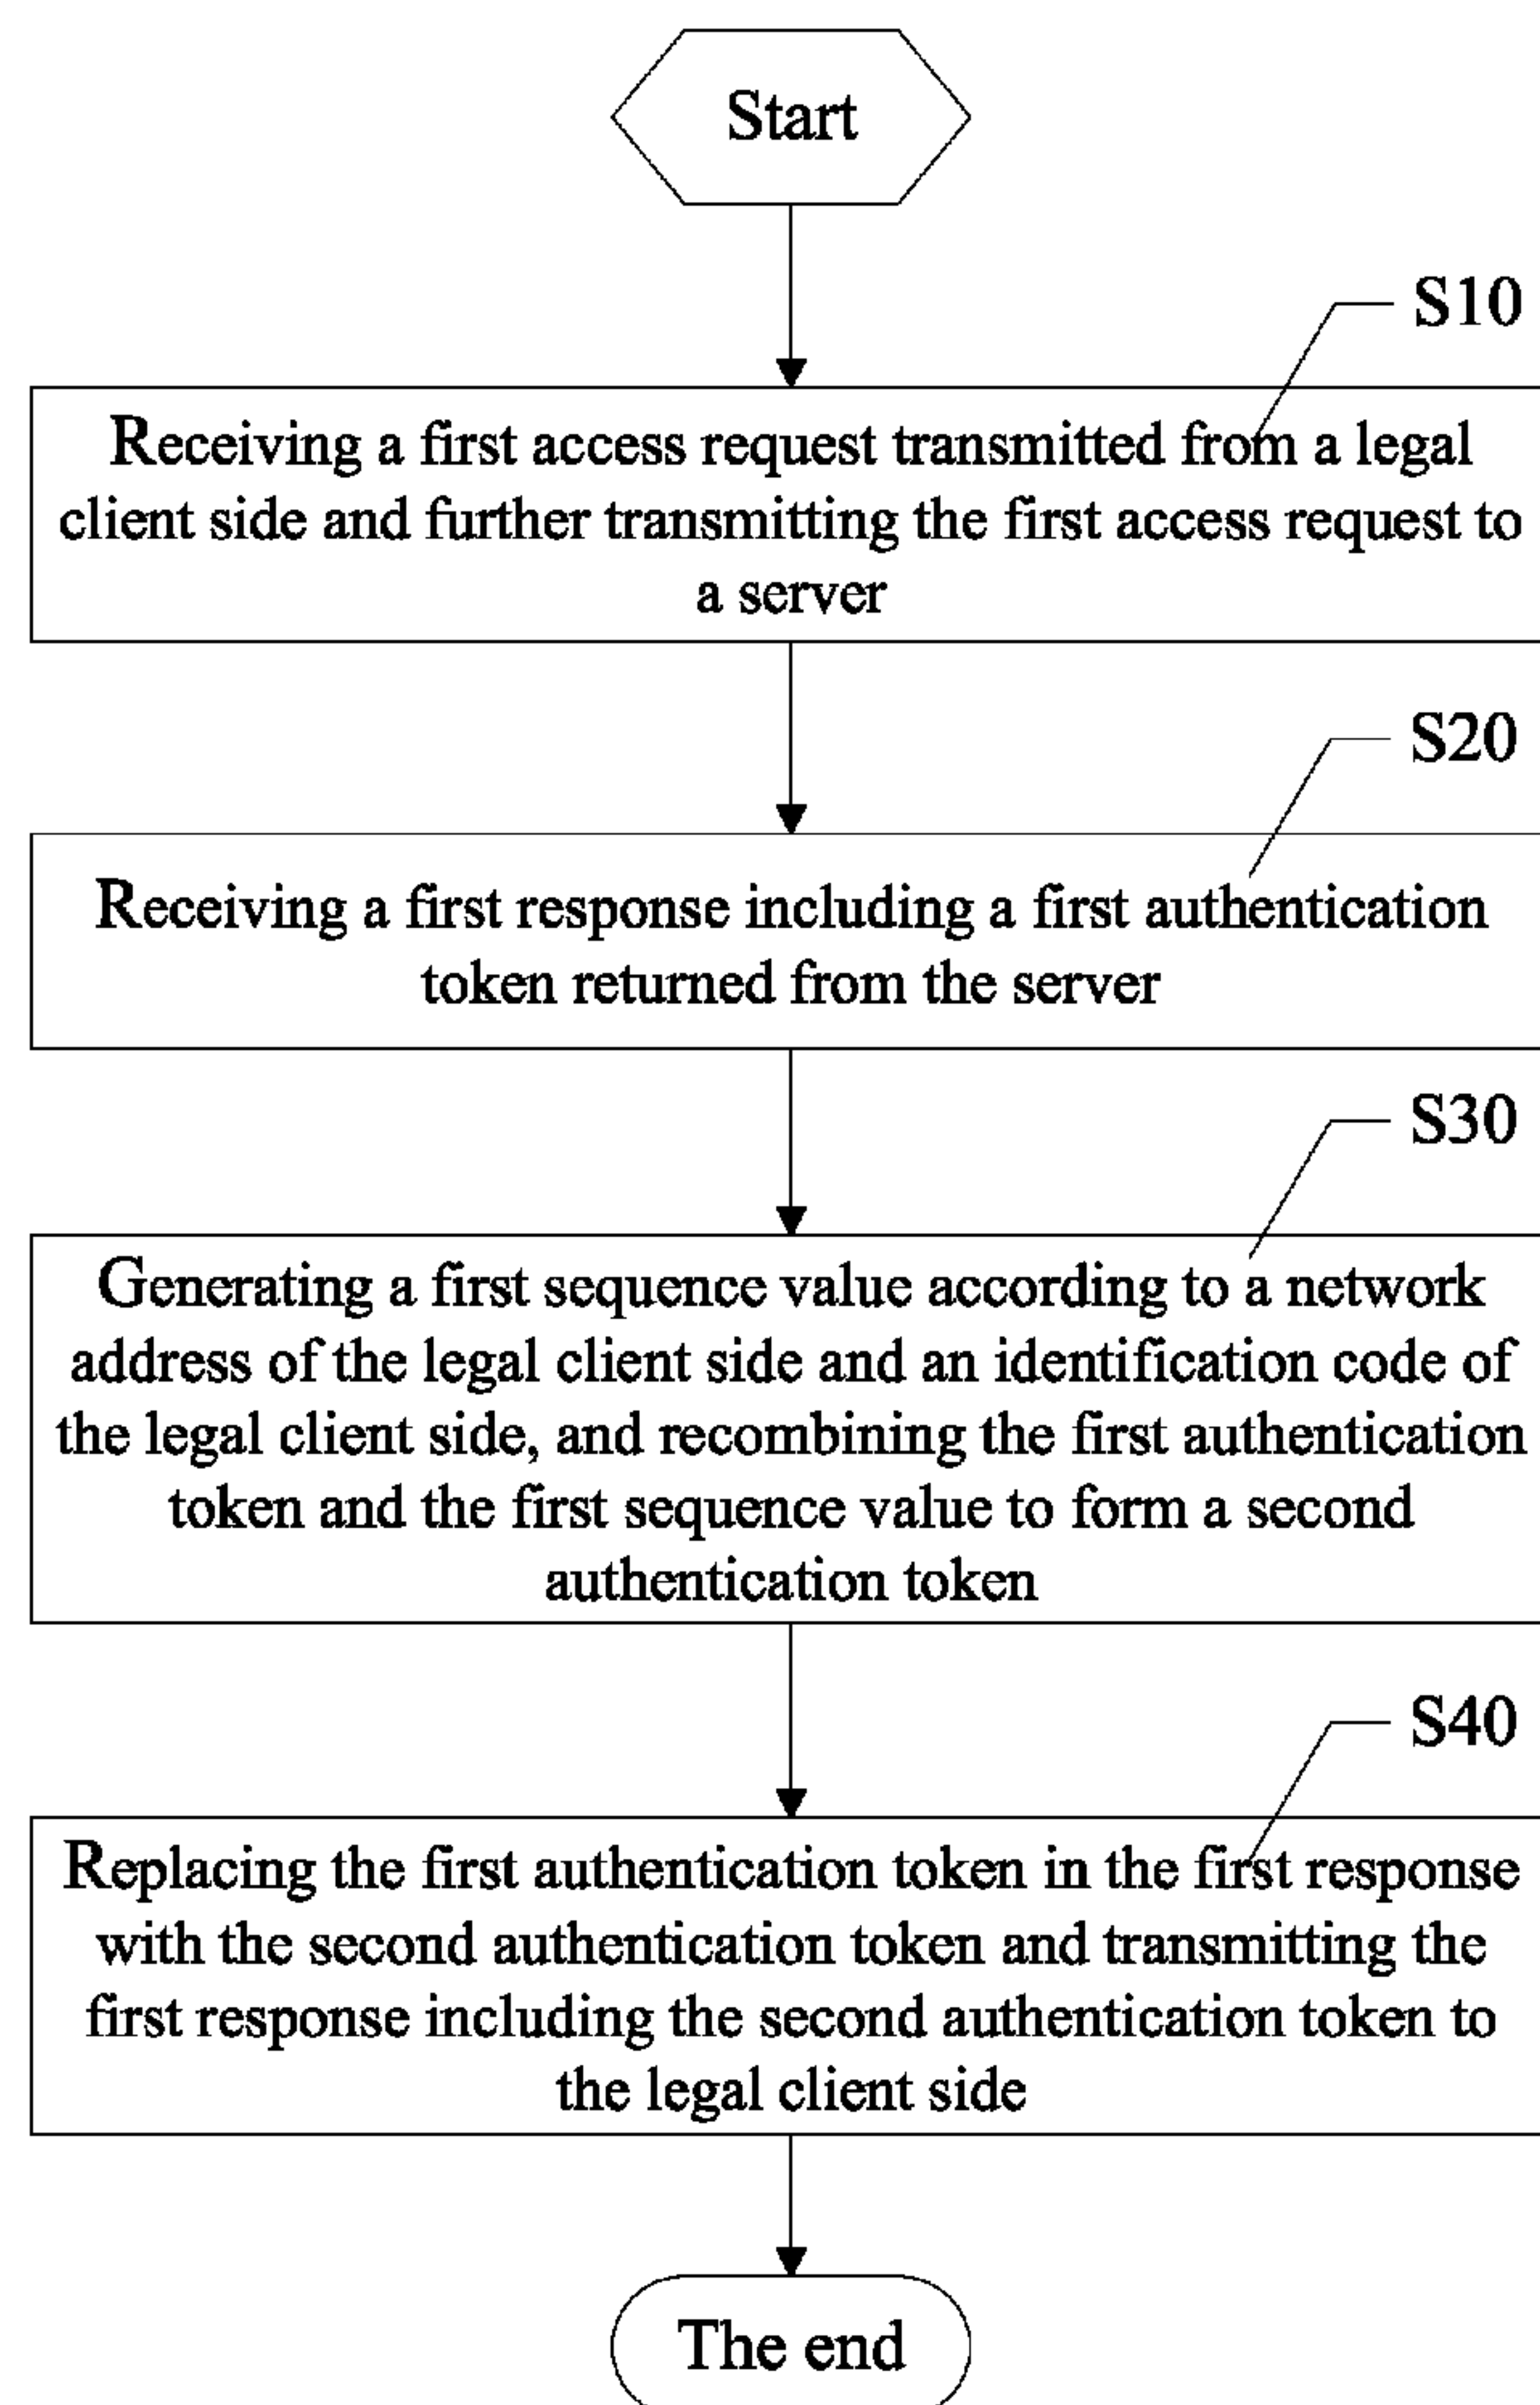 Start
S10
Receiving a first access request transmitted from a legal
client side and further transmitting the first access request to
a server
S20
Receiving a first response including a first authentication
token returned from the server
S30
Generating a first sequence value according to a network
address of the legal client side and an identification code of
the legal client side, and recombining the first authentication
token and the first sequence value to form a second
authentication token
S40
Replacing the first authentication token in the first response
with the second authentication token and transmitting the
first response including the second authentication token to
the legal client side
The end